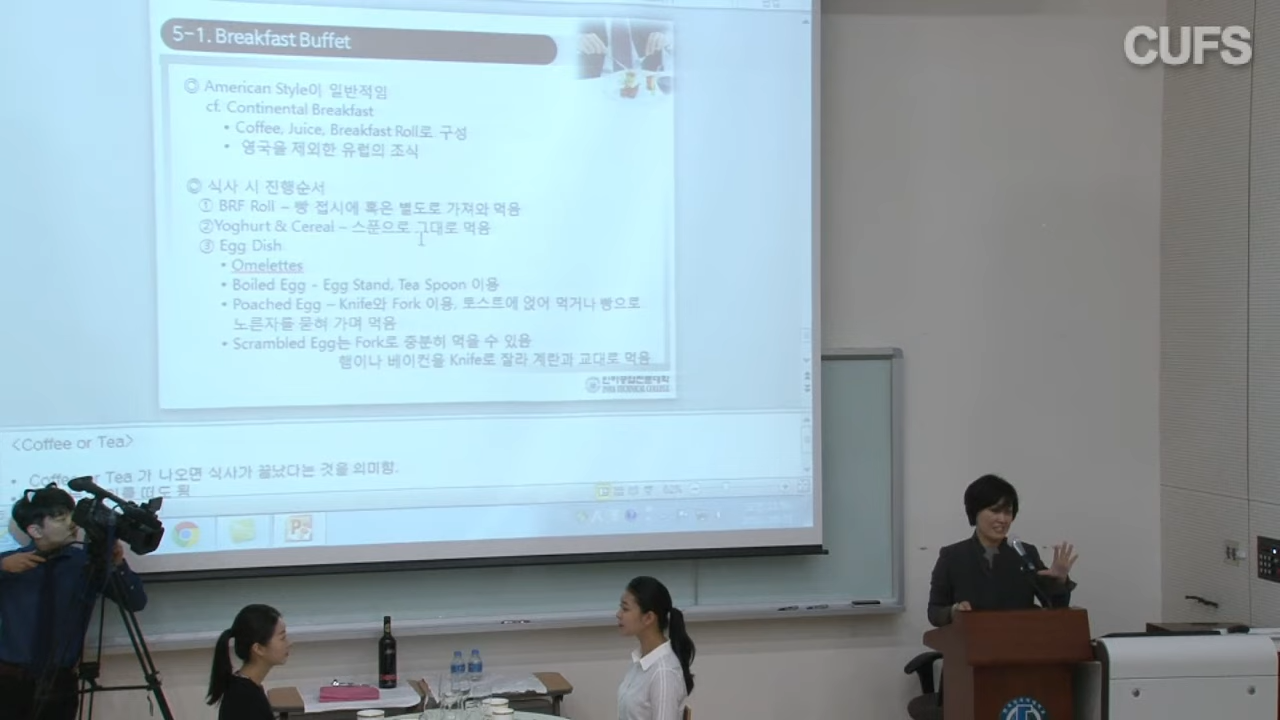 CUFS
5-1. Breakfast Buffet
◎ American Style이 일반적임
cf. Continental Breakfast
• Coffee, Juice, Breakfast Roll로 구성
• 영국을 제외한 유럽의 조식
◎ 식사 시 진행순서
① BRF Roll – 빵 접시에 혹은 별도로 가져와 먹음
②Yoghurt & Cereal – 스푼으로 그대로 먹음
③ Egg Dish
• Omelettes
• Boiled Egg - Egg Stand, Tea Spoon 이용
• Poached Egg – Knife와 Fork 이용, 토스트에 얹어 먹거나 빵으로
노른자를 묻혀 가며 먹음
• Scrambled Egg는 Fork로 충분히 먹을 수 있음
햄이나 베이컨을 Knife로 잘라 계란과 교대로 먹음
<Coffee or Tea>
• Coffee or Tea 가 나오면 식사가 끝났다는 것을 의미함.